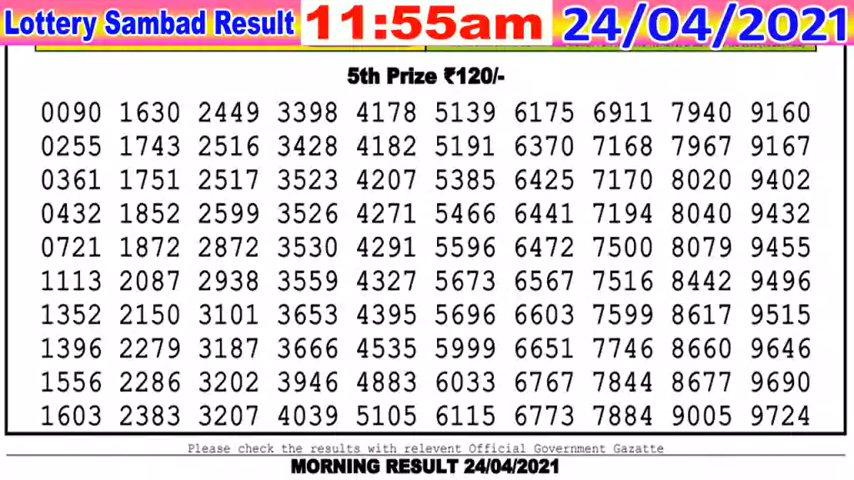 Lottery Sambad Result 11:55am 24/04/2021
5th Prize ₹120/-
0090 1630 2449 3398 4178 5139 6175 6911 7940 9160
0255 1743 2516 3428 4182 5191 6370 7168 7967 9167
0361 1751 2517 3523 4207 5385 6425 7170 8020 9402
0432 1852 2599 3526 4271 5466 6441 7194 8040 9432
0721 1872 2872 3530 4291 5596 6472 7500 8079 9455
1113 2087 2938 3559 4327 5673 6567 7516 8442 9496
1352 2150 3101 3653 4395 5696 6603 7599 8617 9515
1396 2279 3187 3666 4535 5999 6651 7746 8660 9646
1556 2286 3202 3946 4883 6033 6767 7844 8677 9690
1603 2383 3207 4039 5105 6115 6773 7884 9005 9724
Please check the results with relevent Official Government Gazatte
MORNING RESULT 24/04/2021